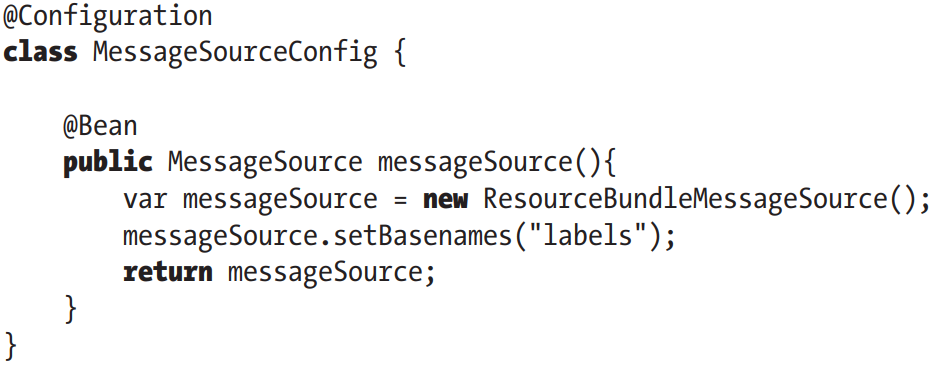 @Configuration
class MessageSourceConfig {
@Bean
public MessageSource messageSource(){
var messageSource = new ResourceBundleMessageSource();
messageSource.setBasenames("labels");
return messageSource;
}
}